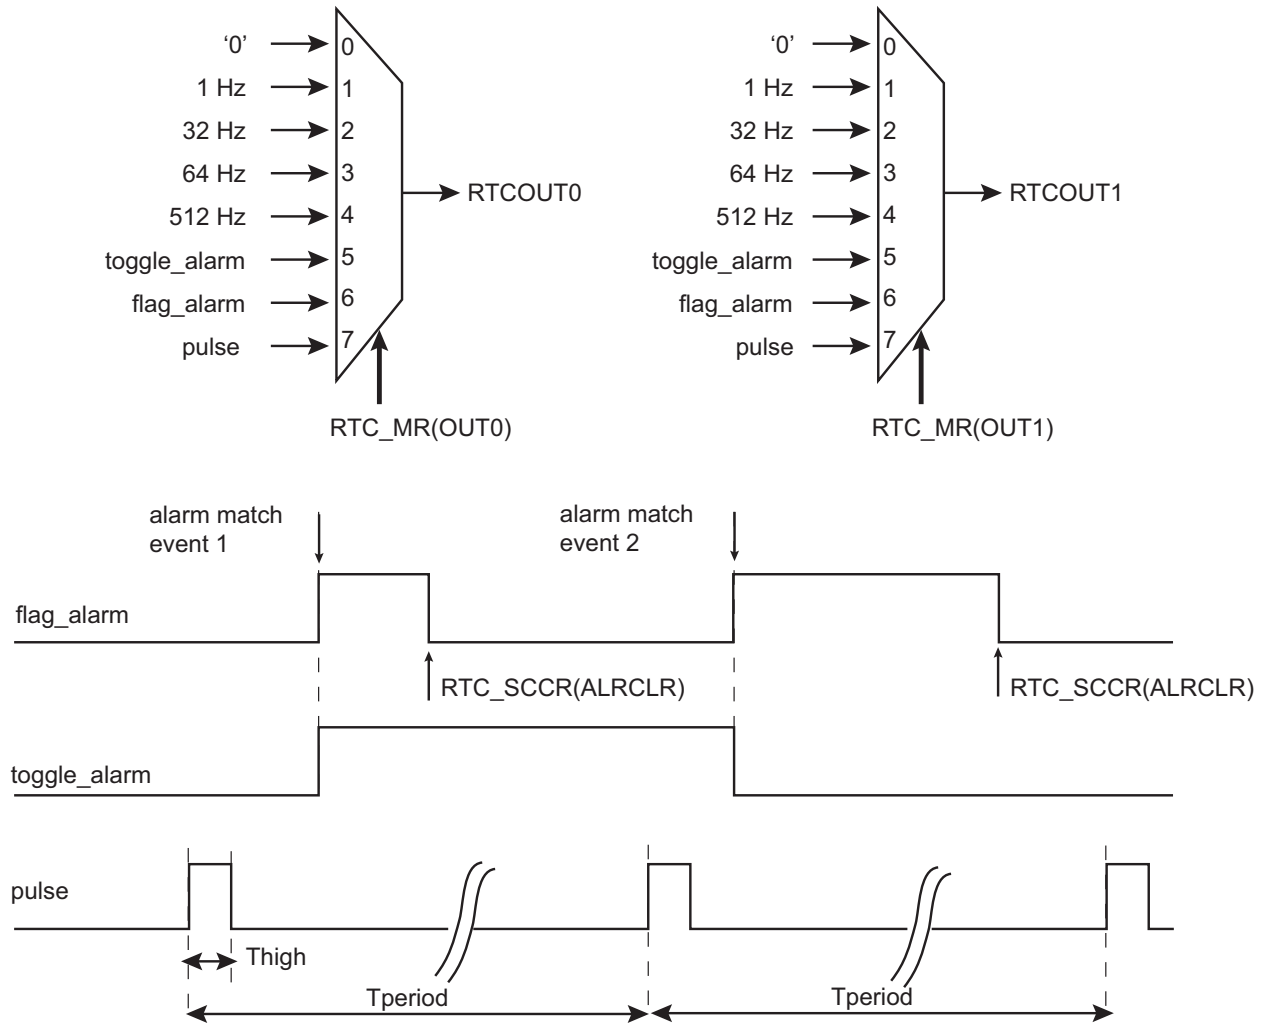 ‘0’
0
1 Hz
1
32 Hz
2
64 Hz
3
512 Hz
4
toggle_alarm
5
flag_alarm
6
pulse
7
RTCOUT0
RTC_MR(OUT0)
‘0’
0
1 Hz
1
32 Hz
2
64 Hz
3
512 Hz
4
toggle_alarm
5
flag_alarm
6
pulse
7
RTCOUT1
RTC_MR(OUT1)
alarm match
event 1
alarm match
event 2
flag_alarm
RTC_SCCR(ALRCLR)
RTC_SCCR(ALRCLR)
toggle_alarm
pulse
Thigh
Tperiod
Tperiod